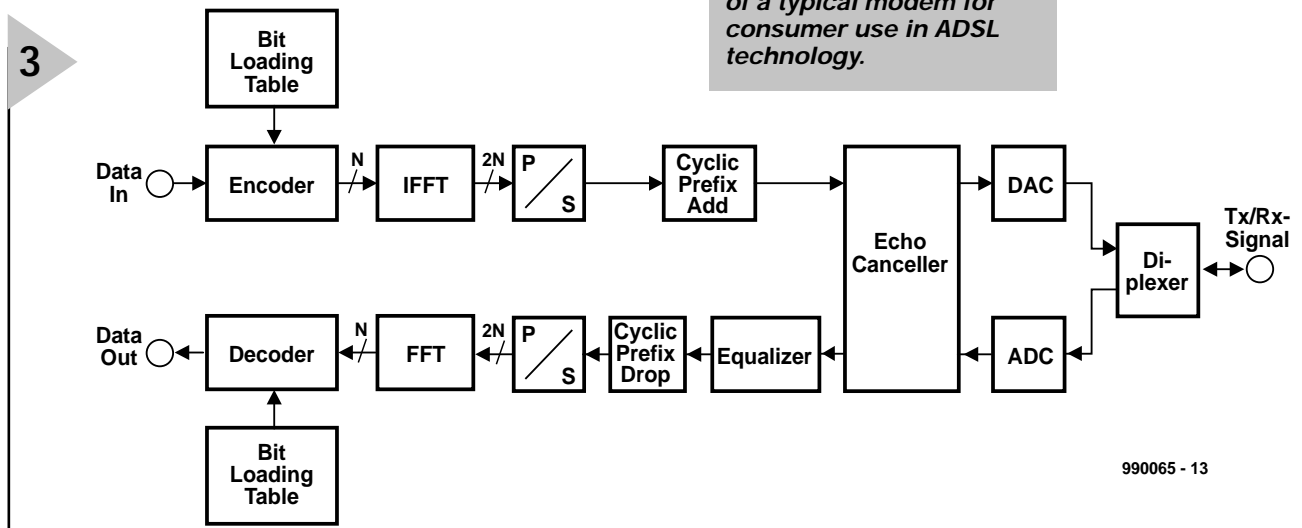 of a typical modem for
consumer use in ADSL
technology.
3
Bit
Loading
Table
Data
In
Encoder
N
IFFT
2N
P
S
Cyclic
Prefix
Add
Echo
Canceller
DAC
Di-
plexer
Tx/Rx-
Signal
Data
Out
Decoder
N
FFT
2N
P
S
Cyclic
Prefix
Drop
Equalizer
ADC
Bit
Loading
Table
990065 - 13